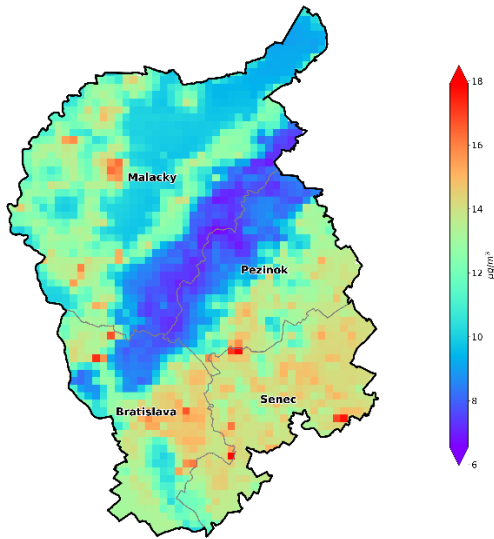 18
16
Malacky
14
Pezinok
12
µg/m³
10
8
Senec
Bratislava
6